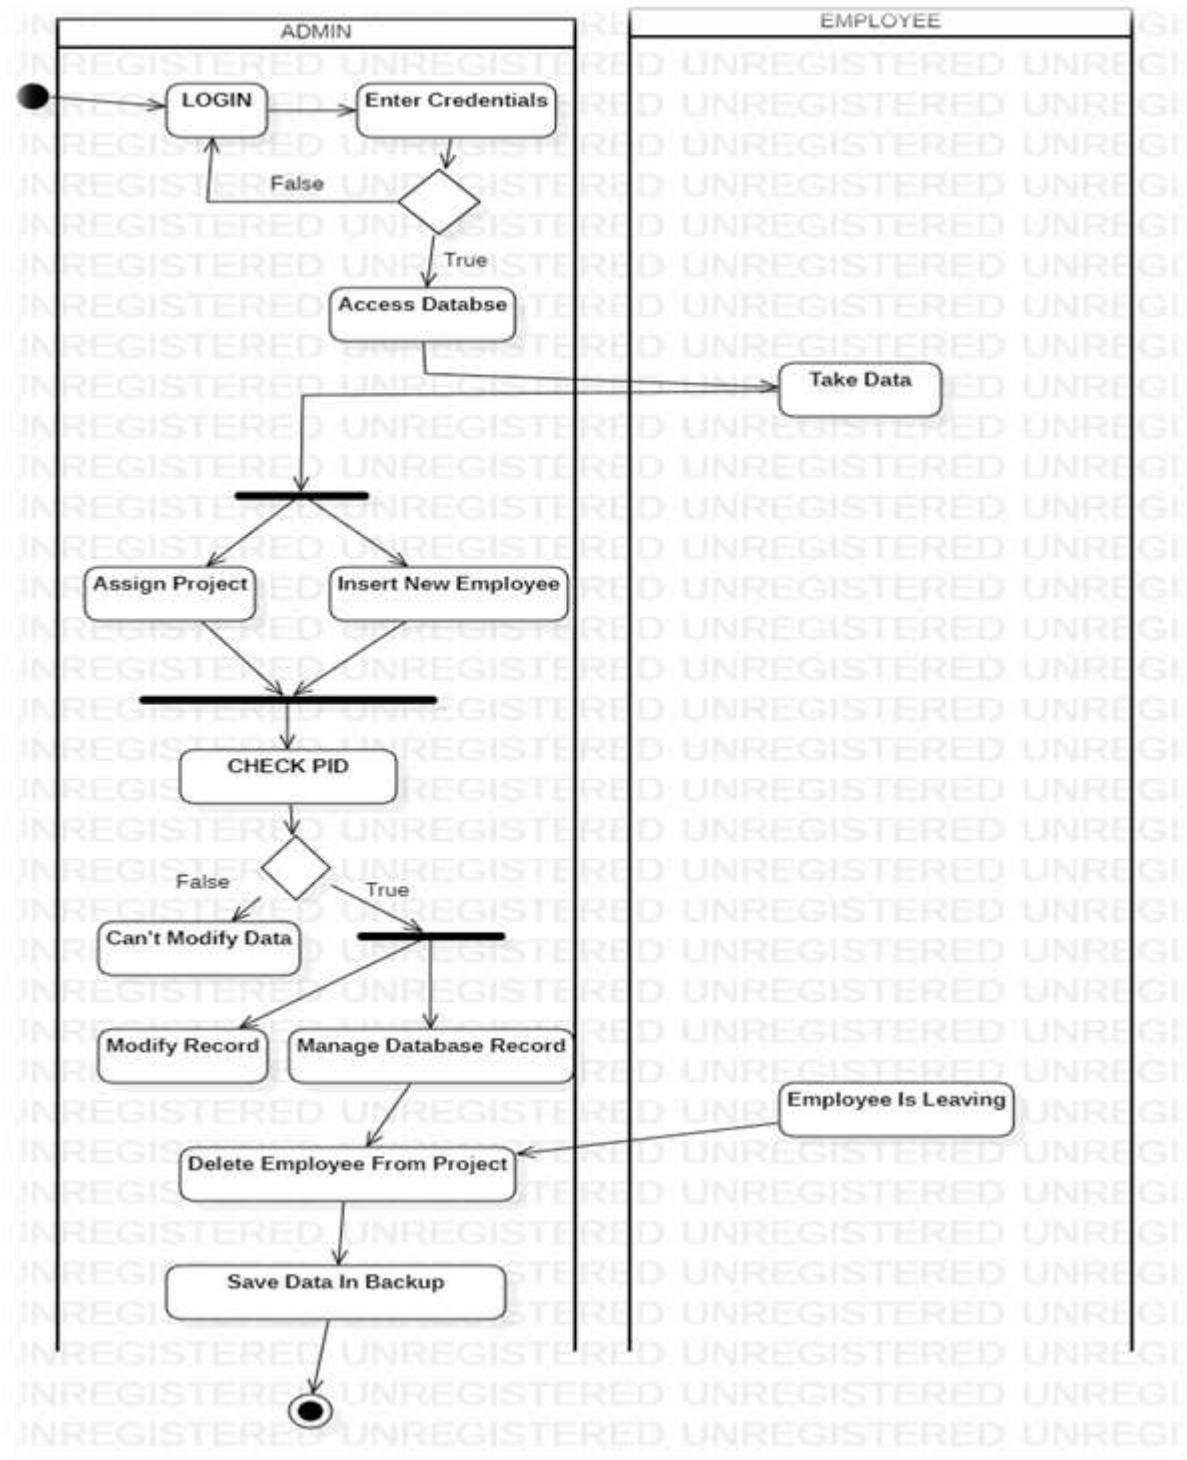 ADMIN
EMPLOYEE
LOGIN
Enter Credentials
False
True
Access Databse
Take Data
Assign Project
Insert New Employee
CHECK PID
False
True
Can't Modify Data
Modify Record
Manage Database Record
Employee Is Leaving
Delete Employee From Project
Save Data In Backup
UNREGISTERED